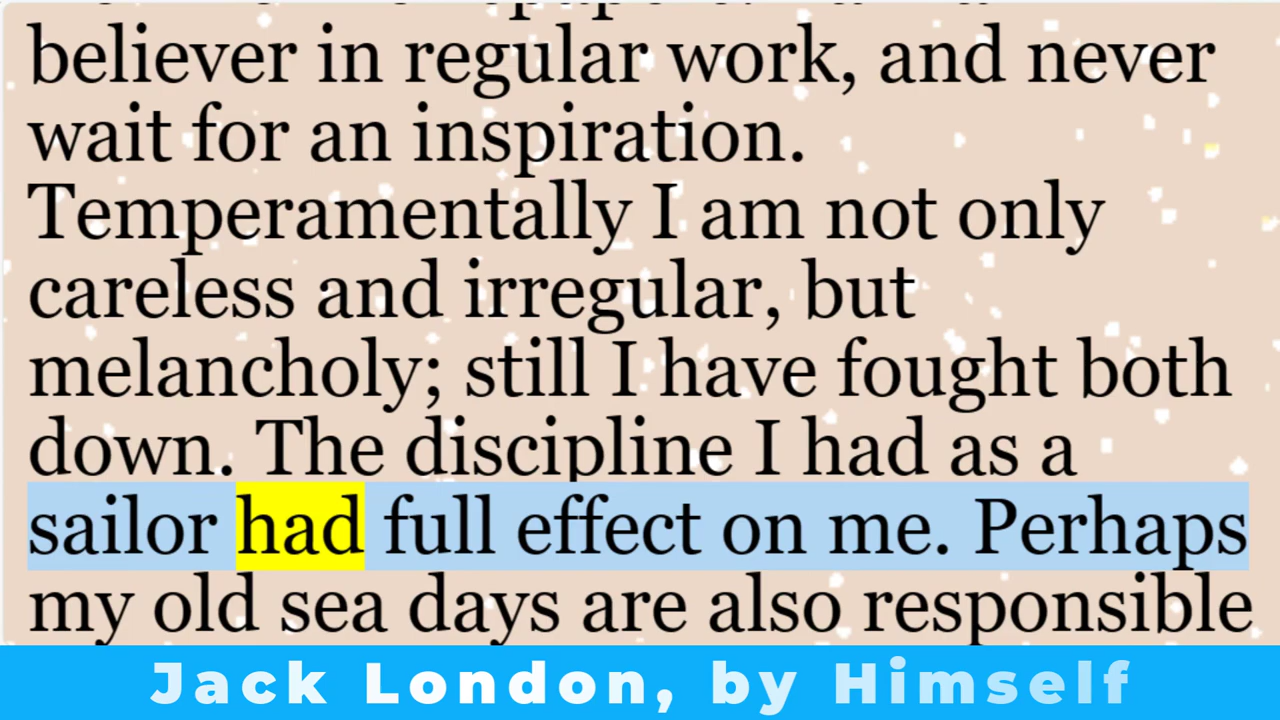 believer in regular work, and never
wait for an inspiration.
Temperamentally I am not only
careless and irregular, but
melancholy; still I have fought both
down. The discipline I had as a
sailor had full effect on me. Perhaps
my old sea days are also responsible
Jack London, by Himself